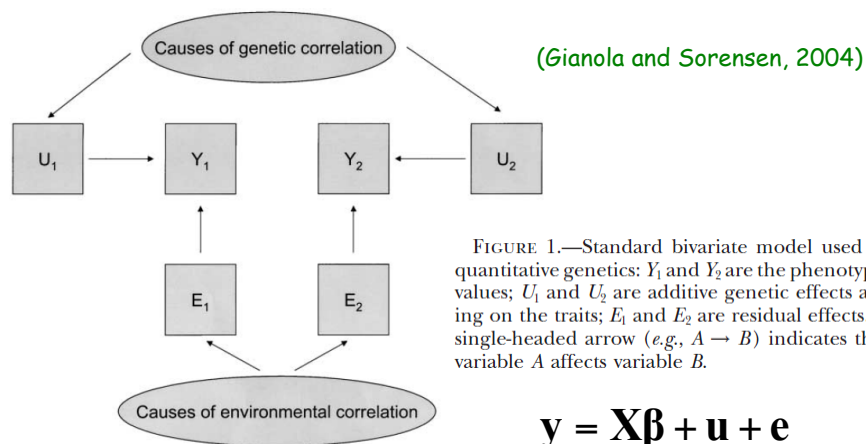 Causes of genetic correlation
(Gianola and Sorensen, 2004)
U₁
Y₁
Y₂
U₂
E₁
E₂
Causes of environmental correlation
FIGURE 1.—Standard bivariate model used
quantitative genetics: Y₁ and Y₂ are the phenotyp
values; U₁ and U₂ are additive genetic effects a
ing on the traits; E₁ and E₂ are residual effects
single-headed arrow (e.g., A → B) indicates th
variable A affects variable B.
y = Xβ + u + e